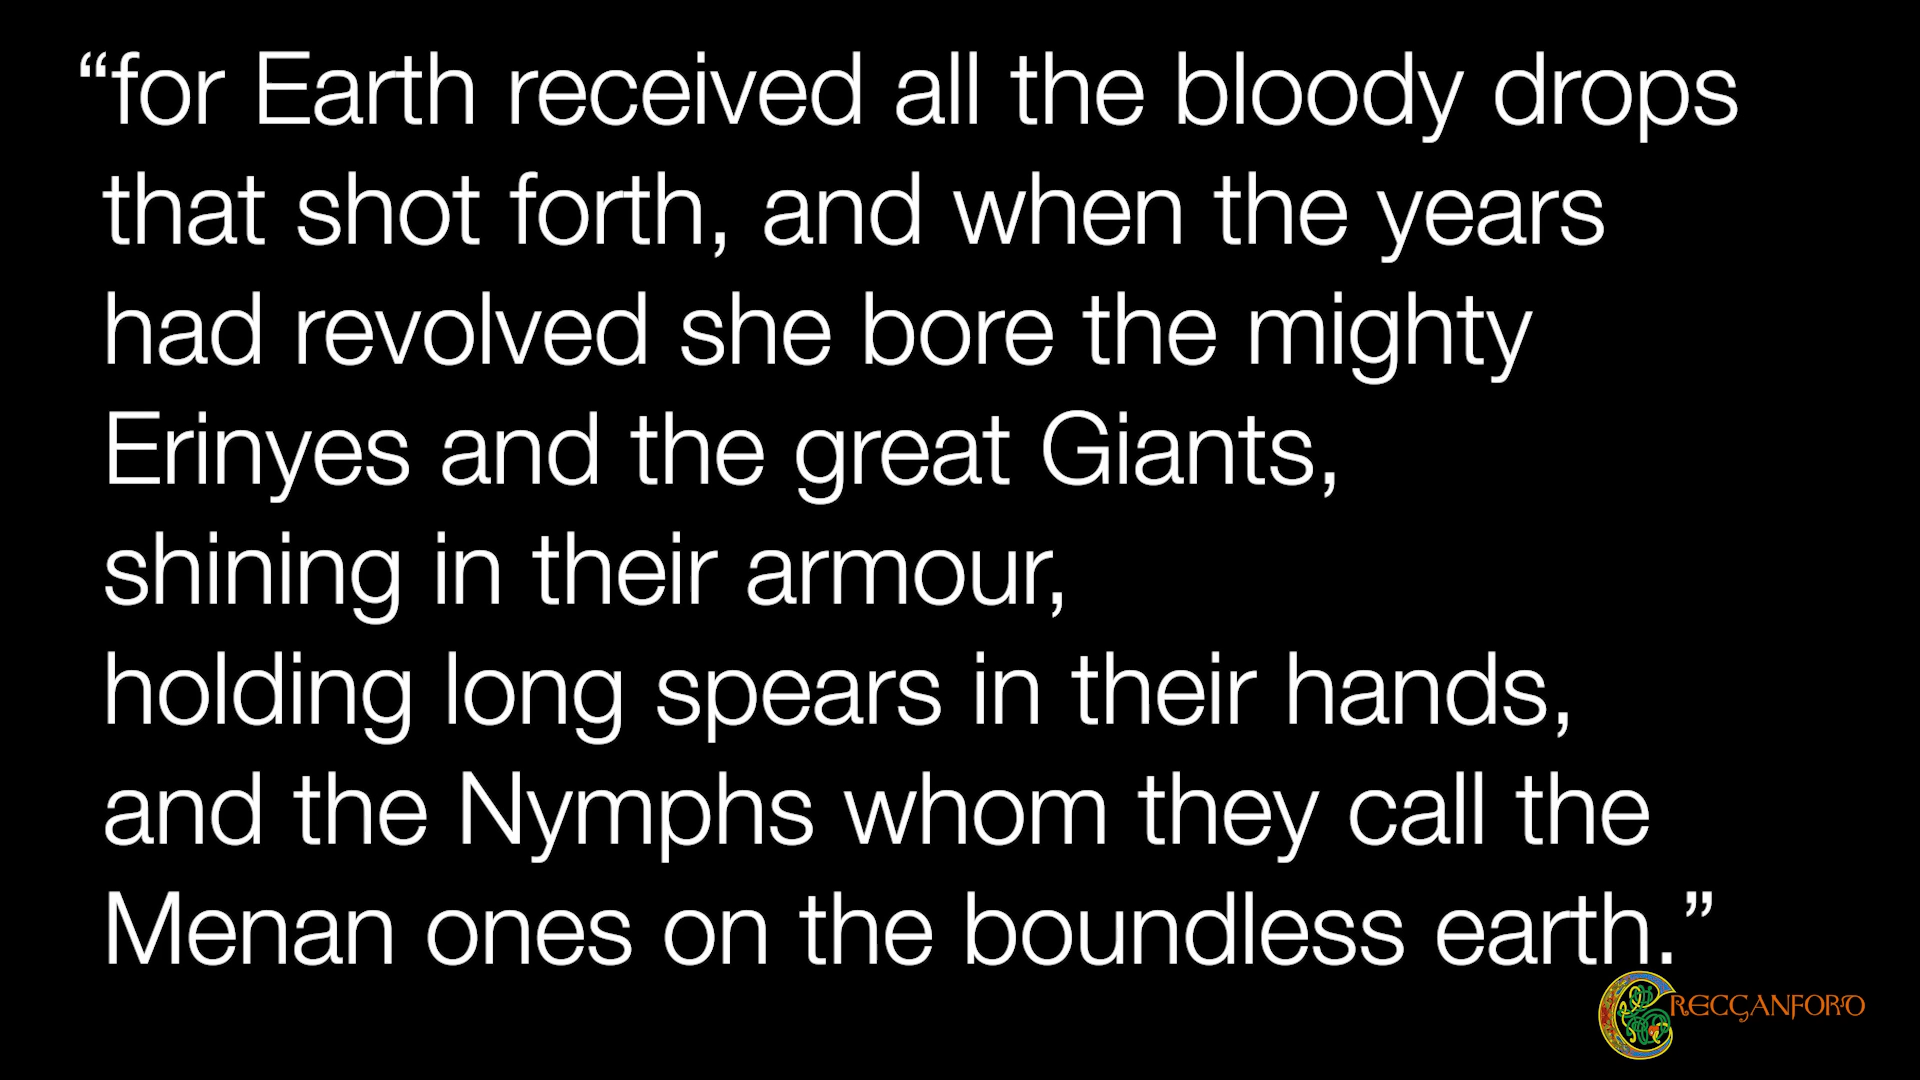 “for Earth received all the bloody drops
that shot forth, and when the years
had revolved she bore the mighty
Erinyes and the great Giants,
shining in their armour,
holding long spears in their hands,
and the Nymphs whom they call the
Menan ones on the boundless earth.”
CRECGANFORD